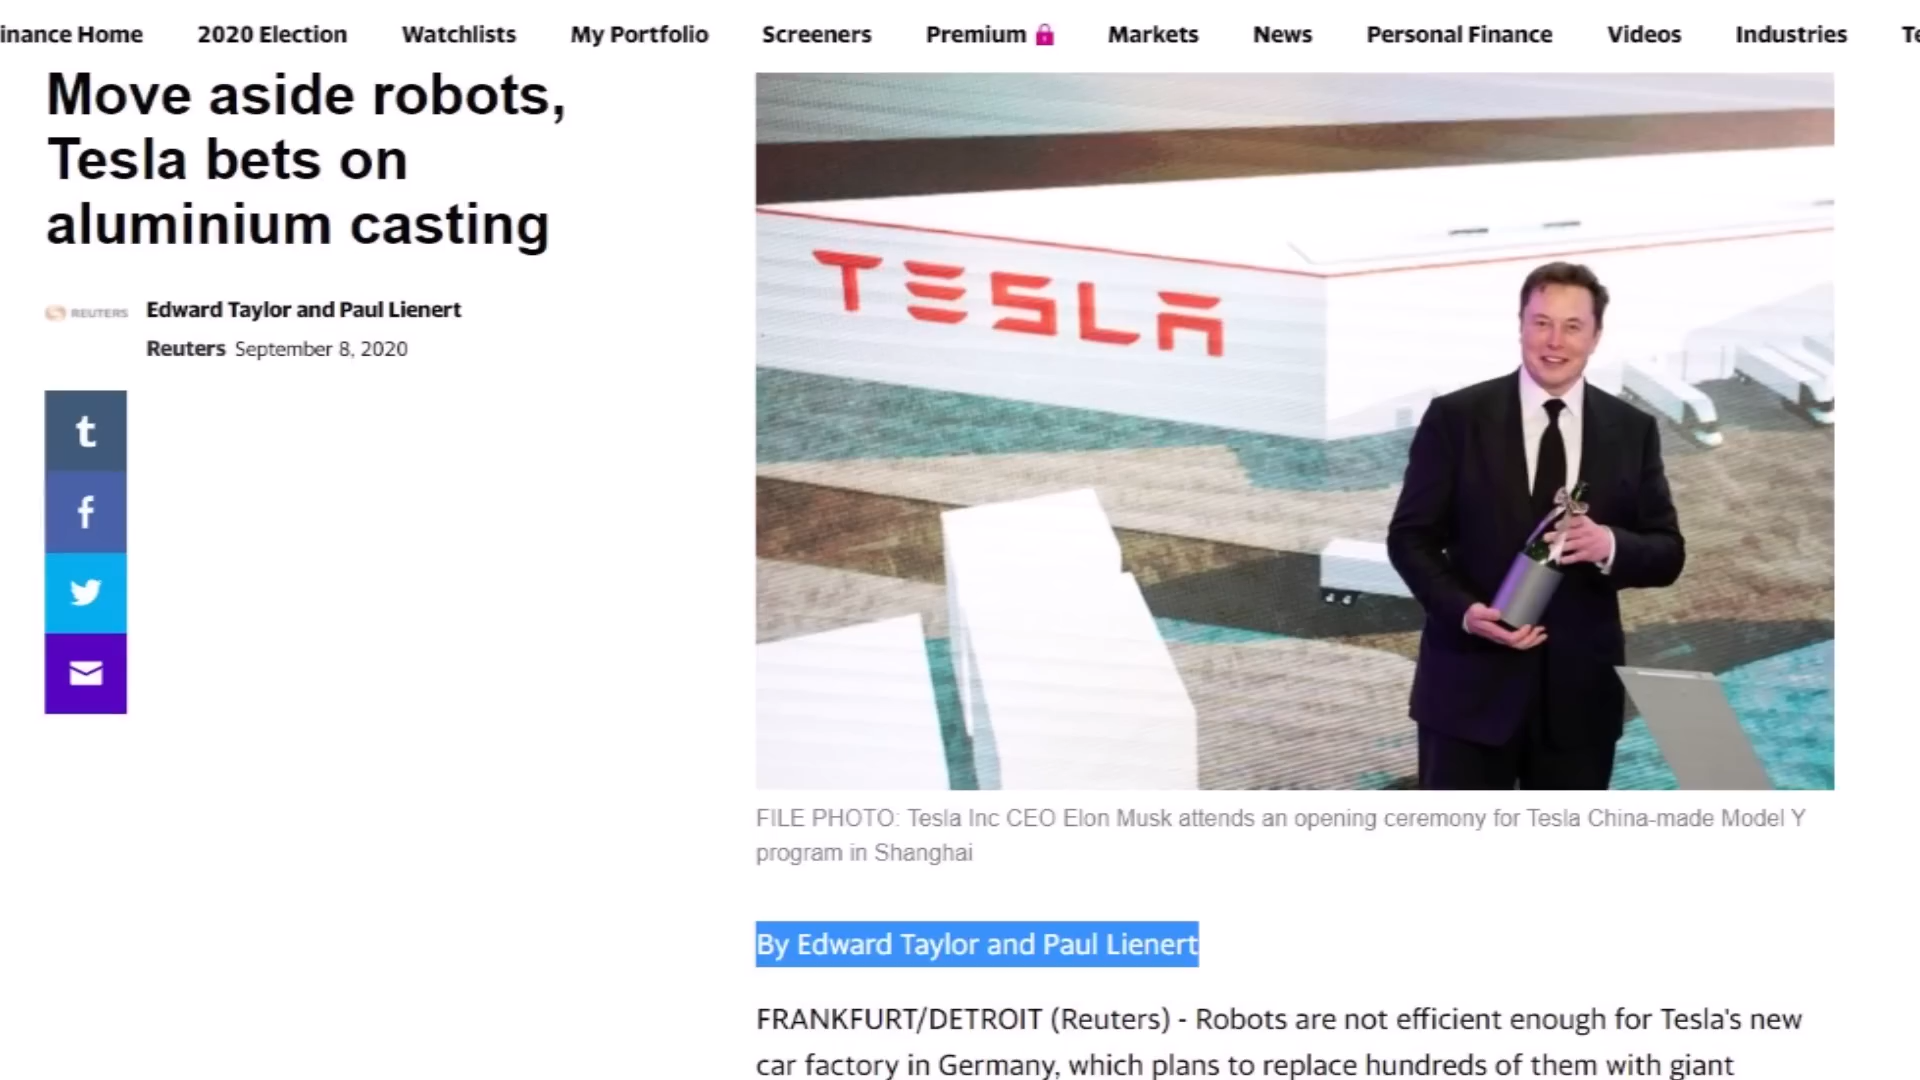 inance Home 2020 Election Watchlists My Portfolio Screeners Premium Markets News Personal Finance Videos Industries
Move aside robots,
Tesla bets on
aluminium casting
REUTERS
Edward Taylor and Paul Lienert
Reuters September 8, 2020
TESLA
FILE PHOTO: Tesla Inc CEO Elon Musk attends an opening ceremony for Tesla China-made Model Y
program in Shanghai
By Edward Taylor and Paul Lienert
FRANKFURT/DETROIT (Reuters) - Robots are not efficient enough for Tesla's new
car factory in Germany, which plans to replace hundreds of them with giant